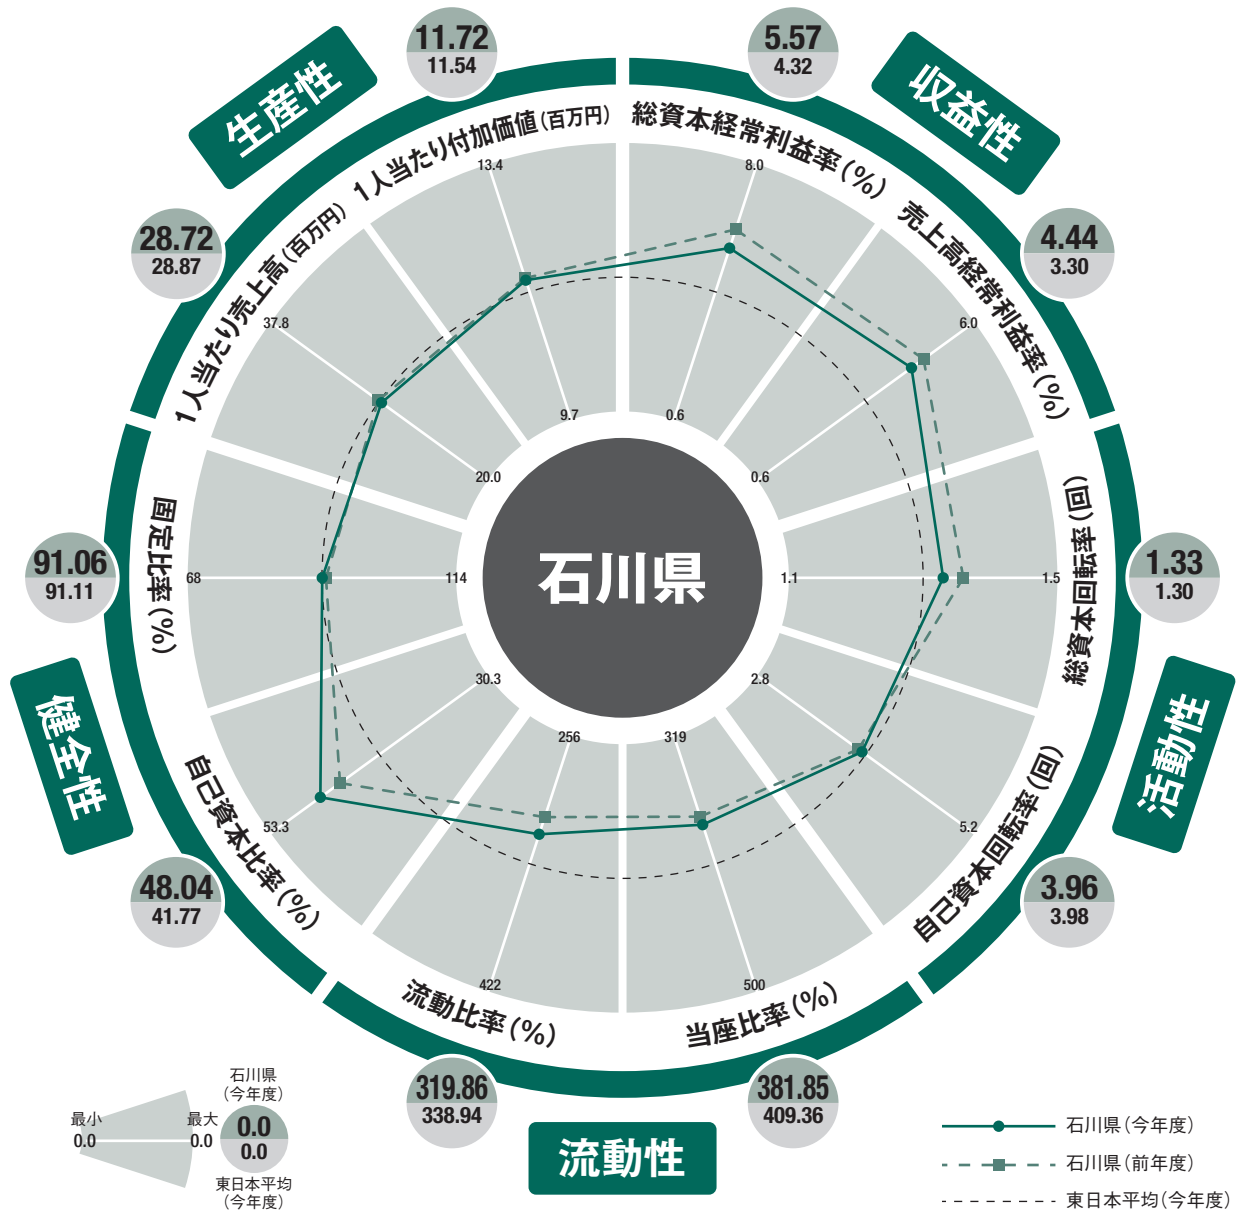 収益性
5.57
4.32
総資本経常利益率(%)
8.0
0.6
4.44
3.30
売上高経常利益率(%)
6.0
0.6
活動性
1.33
1.30
総資本回転率(回)
1.5
1.1
3.96
3.98
自己資本回転率(回)
5.2
2.8
流動性
381.85
409.36
当座比率(%)
500
319
319.86
338.94
流動比率(%)
422
256
健全性
48.04
41.77
自己資本比率(%)
53.3
30.3
91.06
91.11
固定比率(%)
68
114
生産性
28.72
28.87
1人当たり売上高(百万円)
37.8
20.0
11.72
11.54
1人当たり付加価値(百万円)
13.4
9.7
石川県
石川県
(今年度)
最小
0.0
最大
0.0
0.0
0.0
東日本平均
(今年度)
石川県(今年度)
石川県(前年度)
東日本平均(今年度)